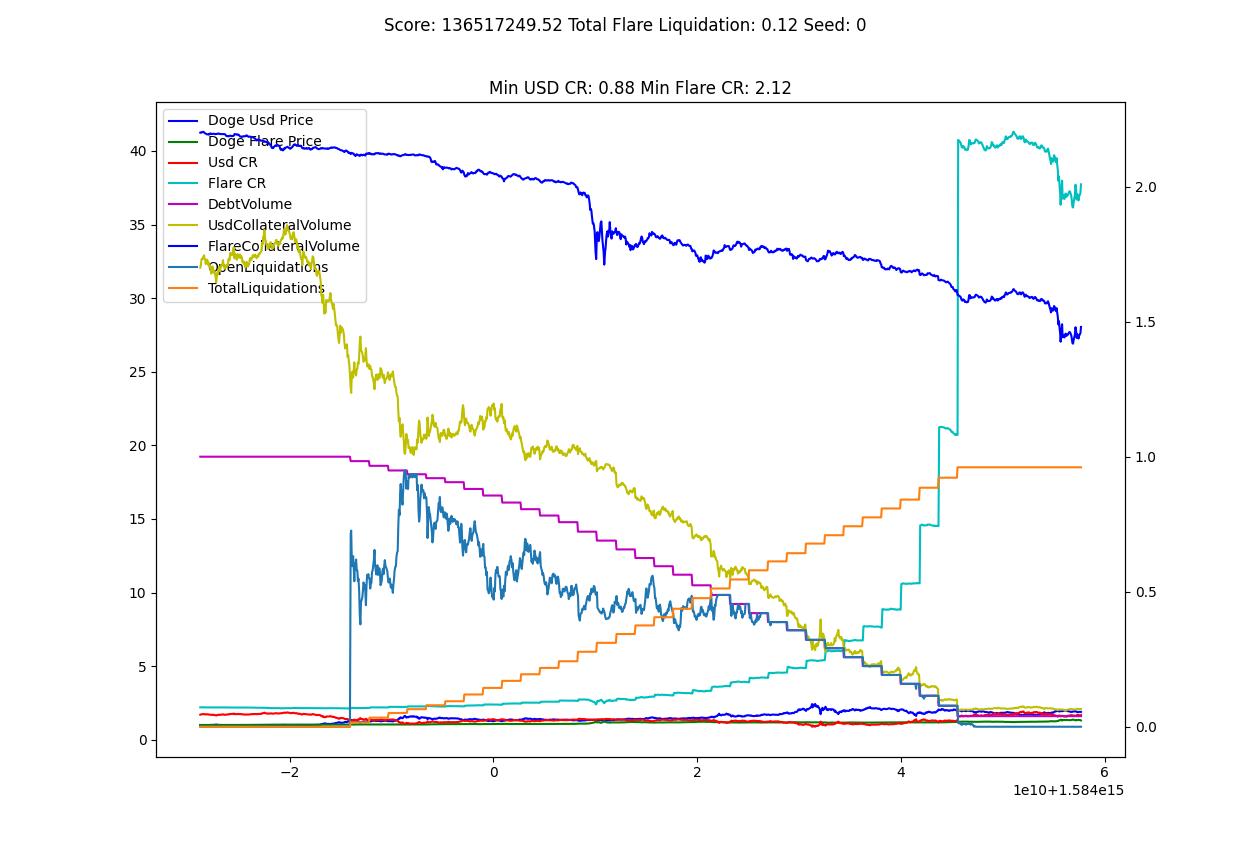 Score: 136517249.52 Total Flare Liquidation: 0.12 Seed: 0
Min USD CR: 0.88 Min Flare CR: 2.12
Doge Usd Price
Doge Flare Price
Usd CR
Flare CR
DebtVolume
UsdCollateralVolume
FlareCollateralVolume
OpenLiquidations
TotalLiquidations
40
35
30
25
20
15
10
5
0
2.0
1.5
1.0
0.5
0.0
−2
0
2
4
6
1e10+1.584e15